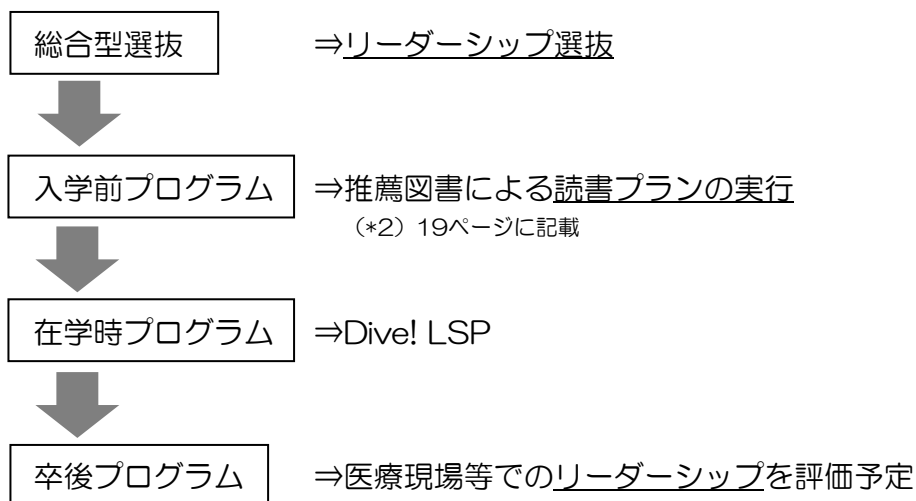 総合型選抜 ⇒リーダーシップ選抜
入学前プログラム ⇒推薦図書による読書プランの実行
（*2）19ページに記載
在学時プログラム ⇒Dive! LSP
卒後プログラム ⇒医療現場等でのリーダーシップを評価予定